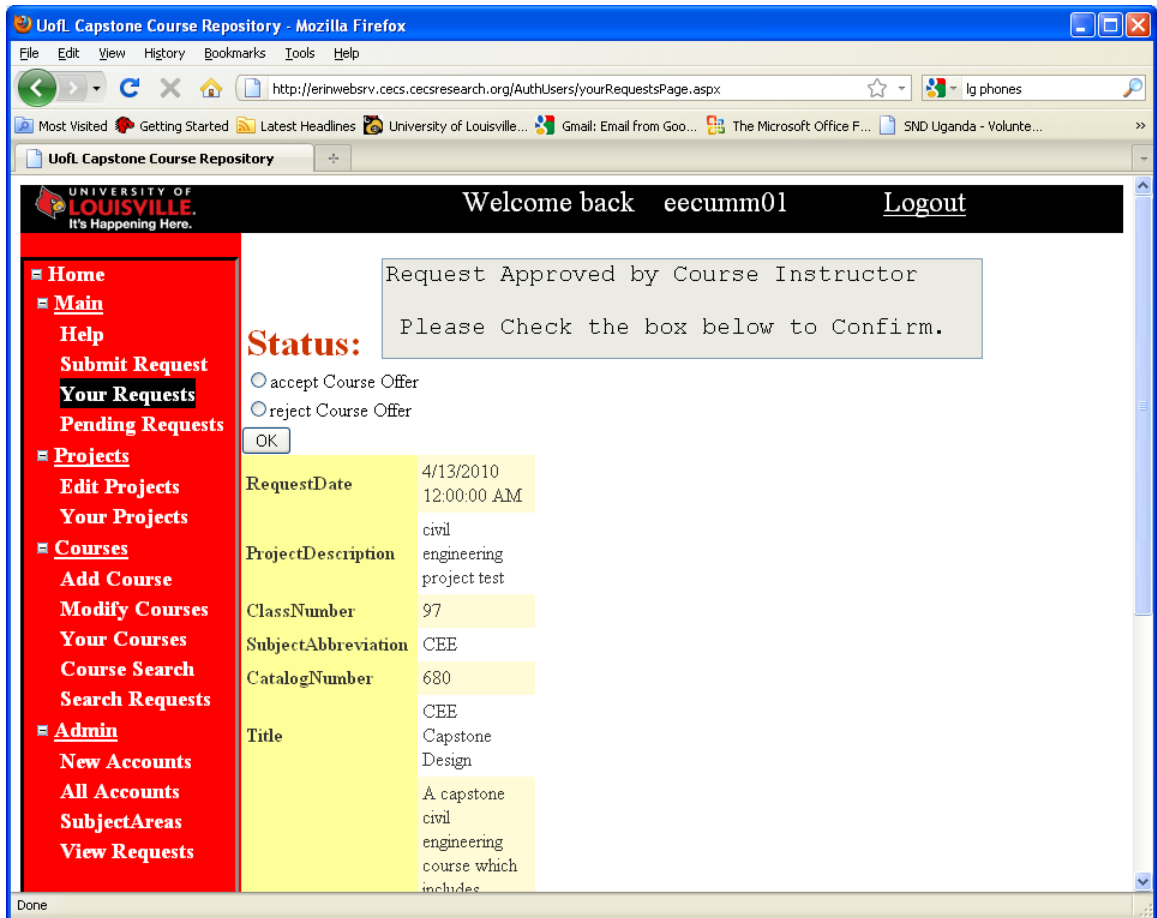 UofL Capstone Course Repository - Mozilla Firefox
File Edit View History Bookmarks Tools Help
http://erinwebsrv.cecs.cecsresearch.org/AuthUsers/yourRequestsPage.aspx lg phones
Most Visited Getting Started Latest Headlines University of Louisville... Gmail: Email from Goo... The Microsoft Office F... SND Uganda - Volunte... »
UofL Capstone Course Repository
UNIVERSITY OF
LOUISVILLE.
It's Happening Here.
Welcome back eecumm01 Logout
Home
Main
Help
Submit Request
Your Requests
Pending Requests
Projects
Edit Projects
Your Projects
Courses
Add Course
Modify Courses
Your Courses
Course Search
Search Requests
Admin
New Accounts
All Accounts
SubjectAreas
View Requests
Request Approved by Course Instructor
Please Check the box below to Confirm.
Status:
accept Course Offer
reject Course Offer
OK
RequestDate 4/13/2010
12:00:00 AM
ProjectDescription civil
engineering
project test
ClassNumber 97
SubjectAbbreviation CEE
CatalogNumber 680
Title CEE
Capstone
Design
A capstone
civil
engineering
course which
includes
Done